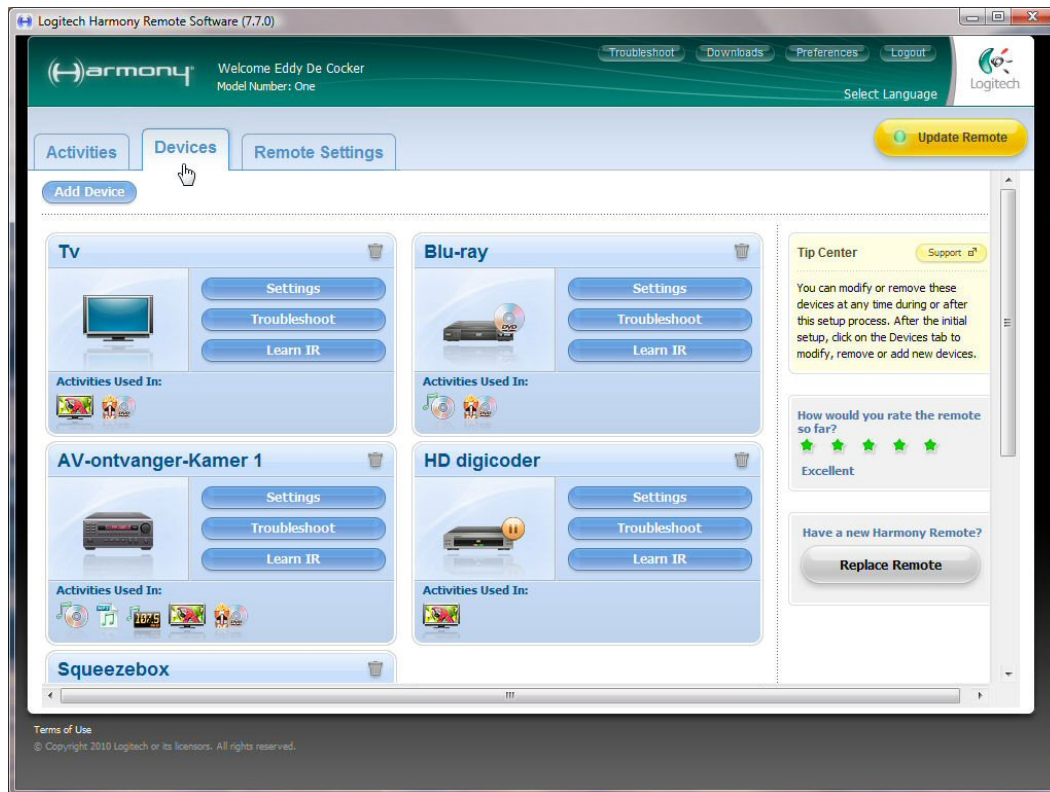 Logitech Harmony Remote Software (7.7.0)
Harmony
Welcome Eddy De Cocker
Model Number: One
Troubleshoot
Downloads
Preferences
Logout
Select Language
Logitech
Activities
Devices
Remote Settings
Update Remote
Add Device
Tv
Settings
Troubleshoot
Learn IR
Activities Used In:
Blu-ray
DVD
Settings
Troubleshoot
Learn IR
Activities Used In:
AV-ontvanger-Kamer 1
Settings
Troubleshoot
Learn IR
Activities Used In:
107.5
HD digicoder
Settings
Troubleshoot
Learn IR
Activities Used In:
Squeezebox
Tip Center
Support
You can modify or remove these
devices at any time during or after
this setup process. After the initial
setup, click on the Devices tab to
modify, remove or add new devices.
How would you rate the remote
so far?
Excellent
Have a new Harmony Remote?
Replace Remote
Terms of Use
© Copyright 2010 Logitech or its licensors. All rights reserved.